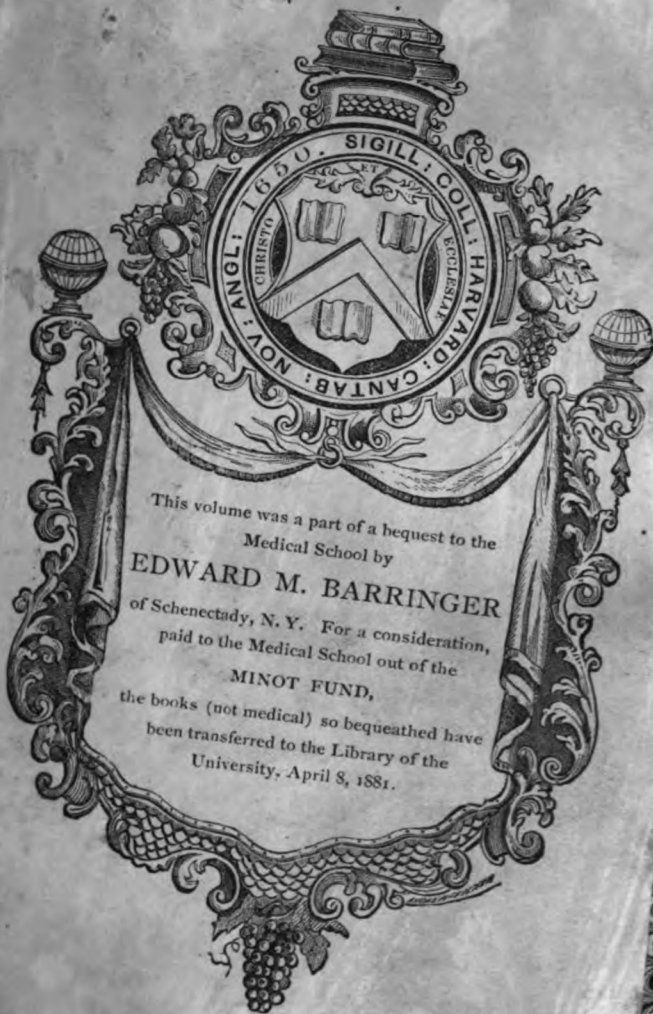 SIGILL: COLL: HARVARD: CANTAB: NOV: ANGL: 1650.
CHRISTO
ET
ECCLESIAE
This volume was a part of a bequest to the
Medical School by
EDWARD M. BARRINGER
of Schenectady, N. Y. For a consideration,
paid to the Medical School out of the
MINOT FUND,
the books (not medical) so bequeathed have
been transferred to the Library of the
University, April 8, 1881.